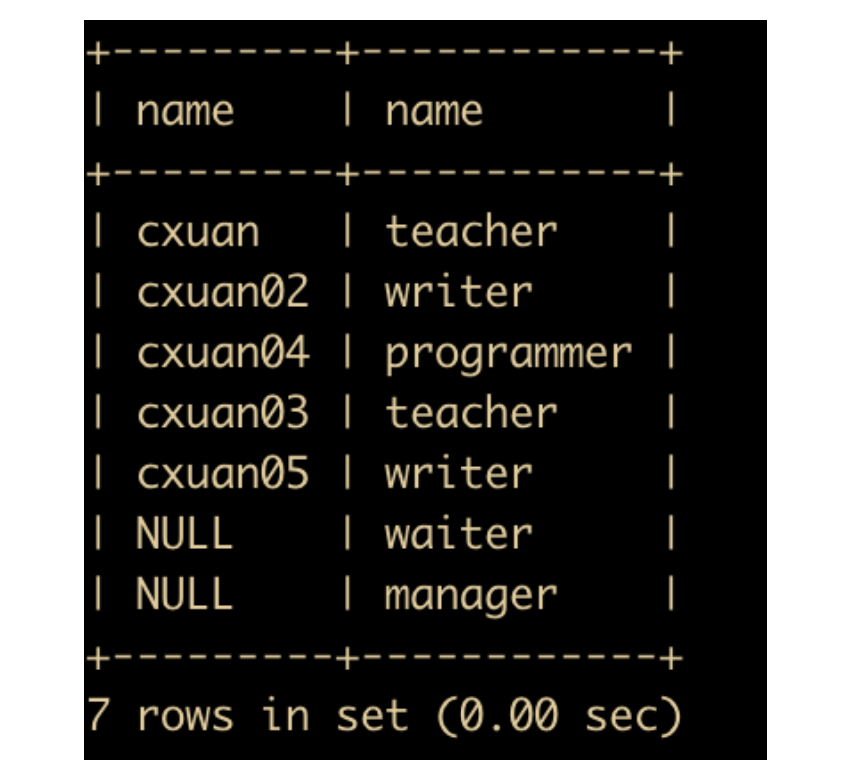 +---------+------------+
| name    | name       |
+---------+------------+
| cxuan   | teacher    |
| cxuan02 | writer     |
| cxuan04 | programmer |
| cxuan03 | teacher    |
| cxuan05 | writer     |
| NULL    | waiter     |
| NULL    | manager    |
+---------+------------+
7 rows in set (0.00 sec)